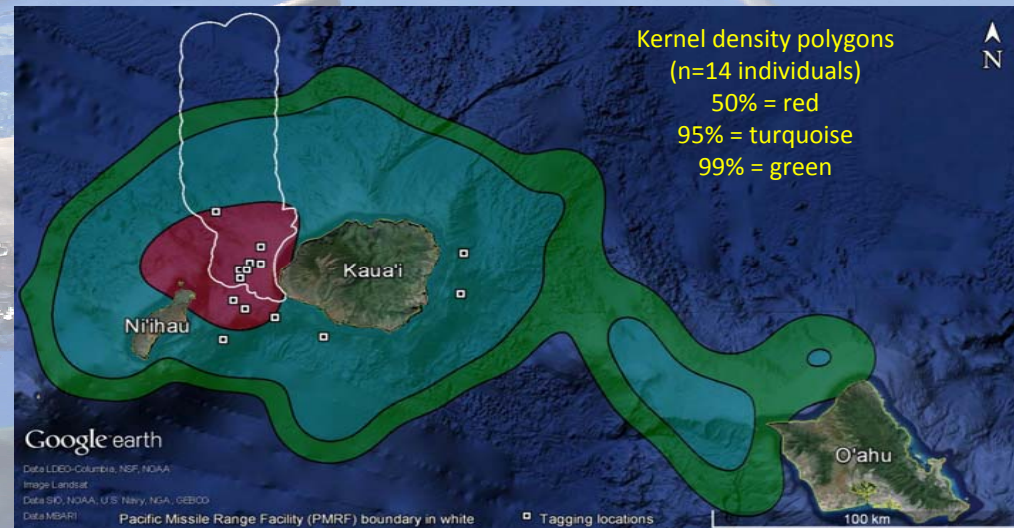 Kernel density polygons
(n=14 individuals)
50% = red
95% = turquoise
99% = green
N
Kaua'i
Ni'ihau
O'ahu
Google earth
Data LDEO-Columbia, NSF, NOAA
Image Landsat
Data SIO, NOAA, U.S. Navy, NGA, GEBCO
Data MBARI
Pacific Missile Range Facility (PMRF) boundary in white
Tagging locations
100 km